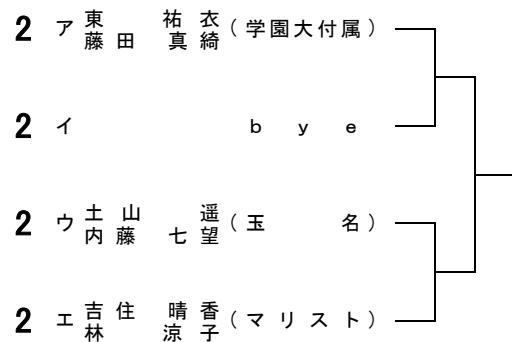 2 ア 東 祐衣 (学園大付属)
藤田 真綺
2 イ bye
2 ウ 土山 遥 (玉名)
内藤 七望
2 エ 吉住 晴香 (マリスト)
林 涼子